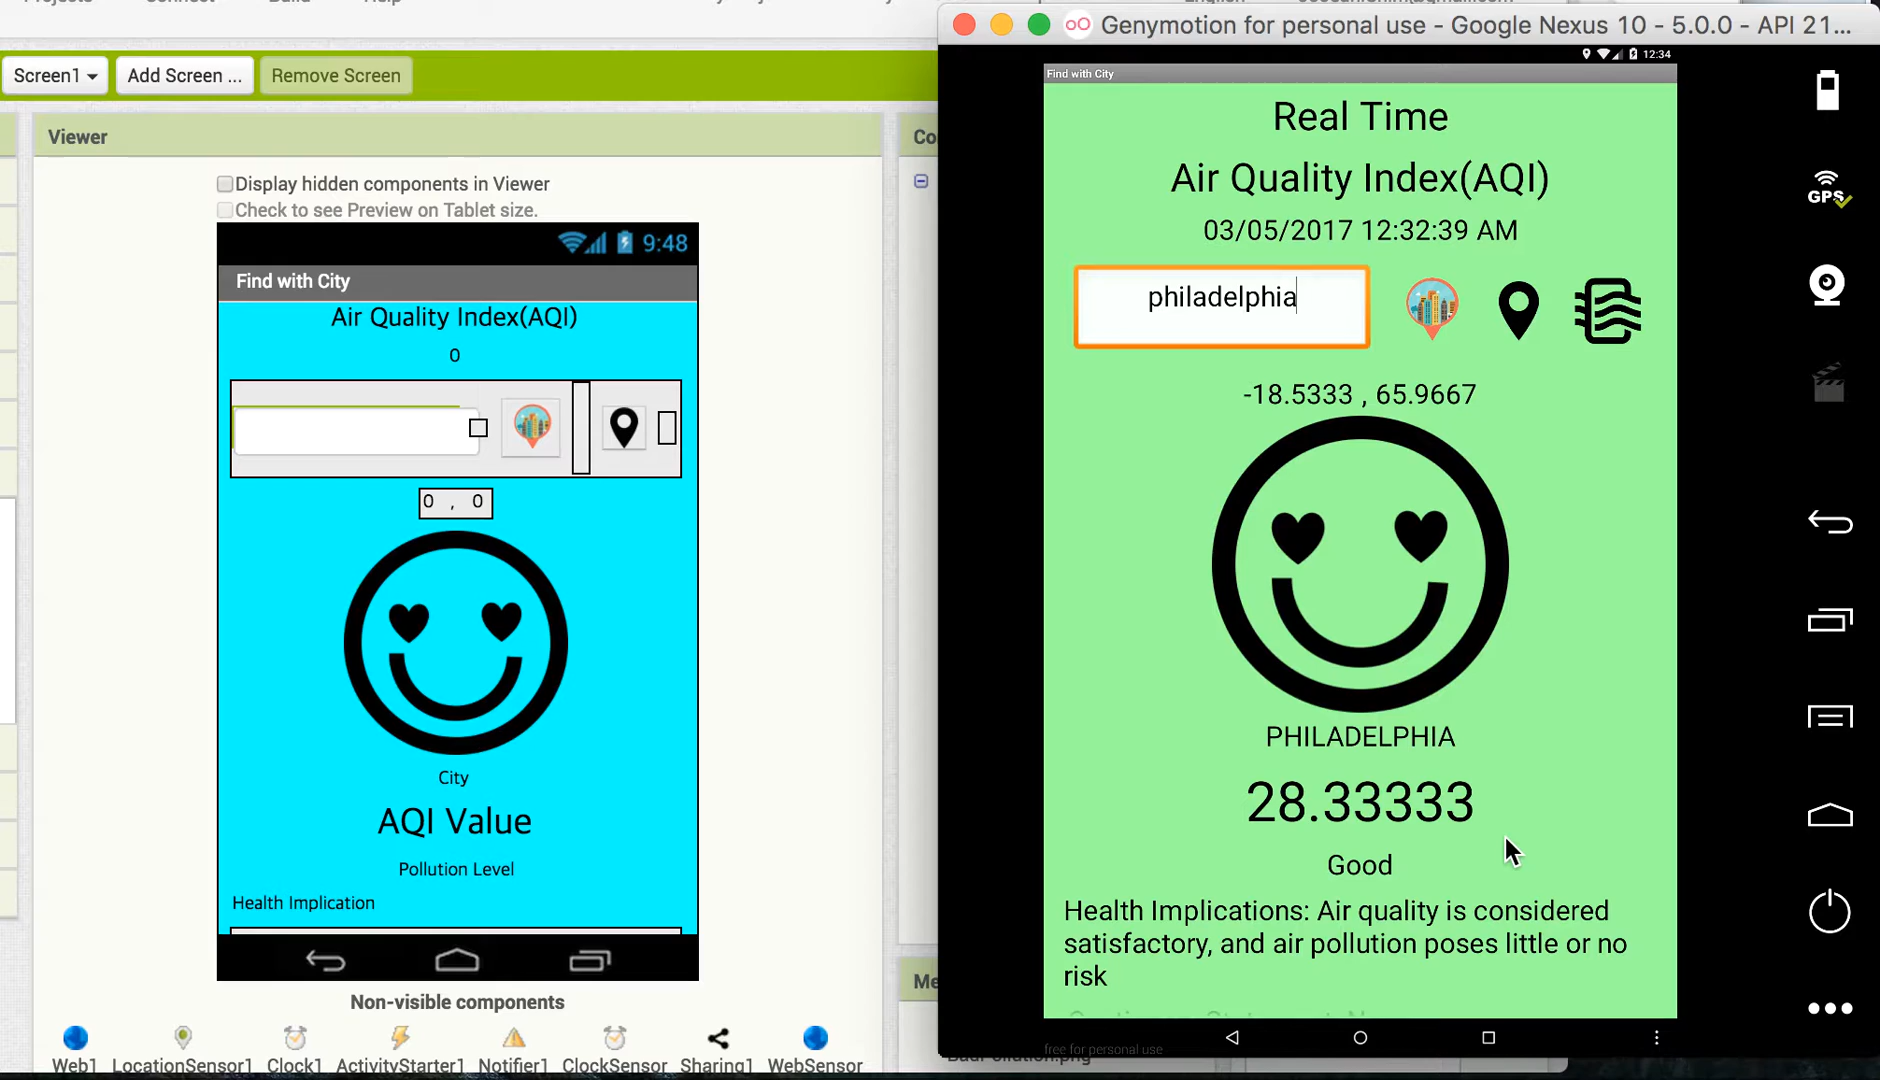 Genymotion for personal use - Google Nexus 10 - 5.0.0 - API 21...
Screen1
Add Screen ...
Remove Screen
Viewer
Display hidden components in Viewer
Check to see Preview on Tablet size.
9:48
Find with City
Air Quality Index(AQI)
0
0 , 0
City
AQI Value
Pollution Level
Health Implication
Non-visible components
Web1
LocationSensor1
Clock1
ActivityStarter1
Notifier1
ClockSensor
Sharing1
WebSensor
Co
Me
12:34
Find with City
Real Time
Air Quality Index(AQI)
03/05/2017 12:32:39 AM
philadelphia
-18.5333 , 65.9667
PHILADELPHIA
28.33333
Good
Health Implications: Air quality is considered
satisfactory, and air pollution poses little or no
risk
free for personal use
GPS